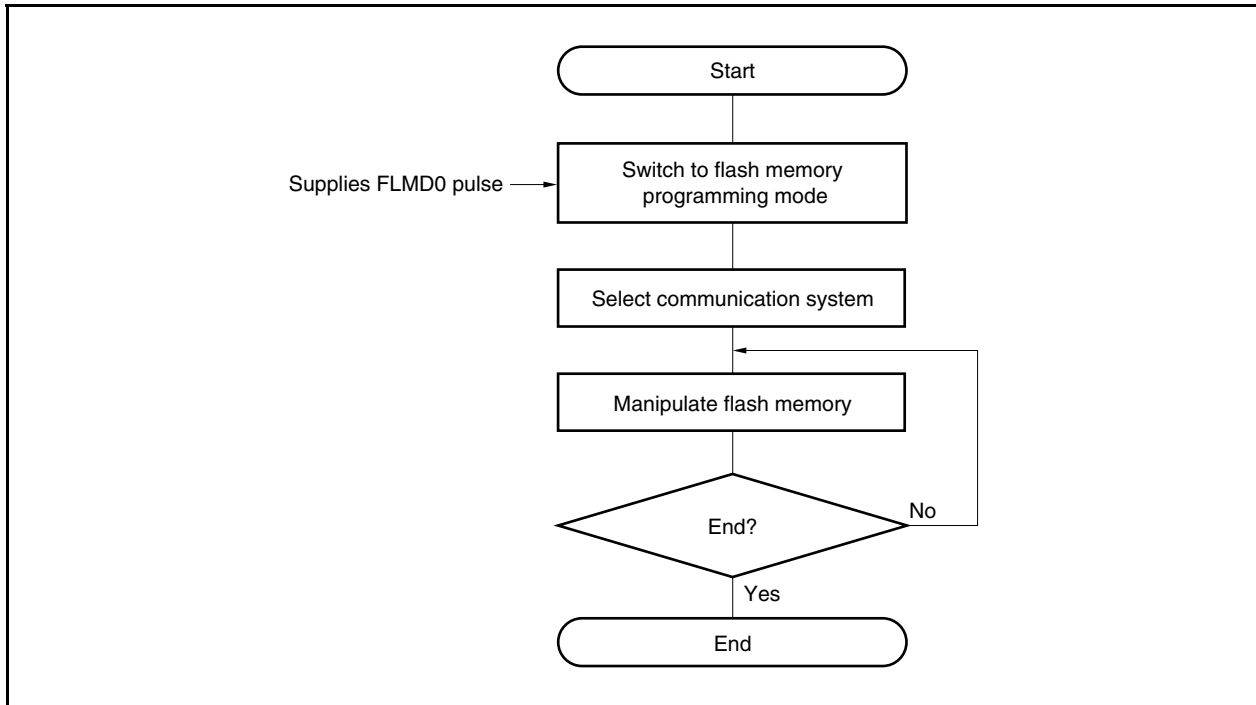 Start
Supplies FLMD0 pulse
Switch to flash memory
programming mode
Select communication system
Manipulate flash memory
End?
No
Yes
End